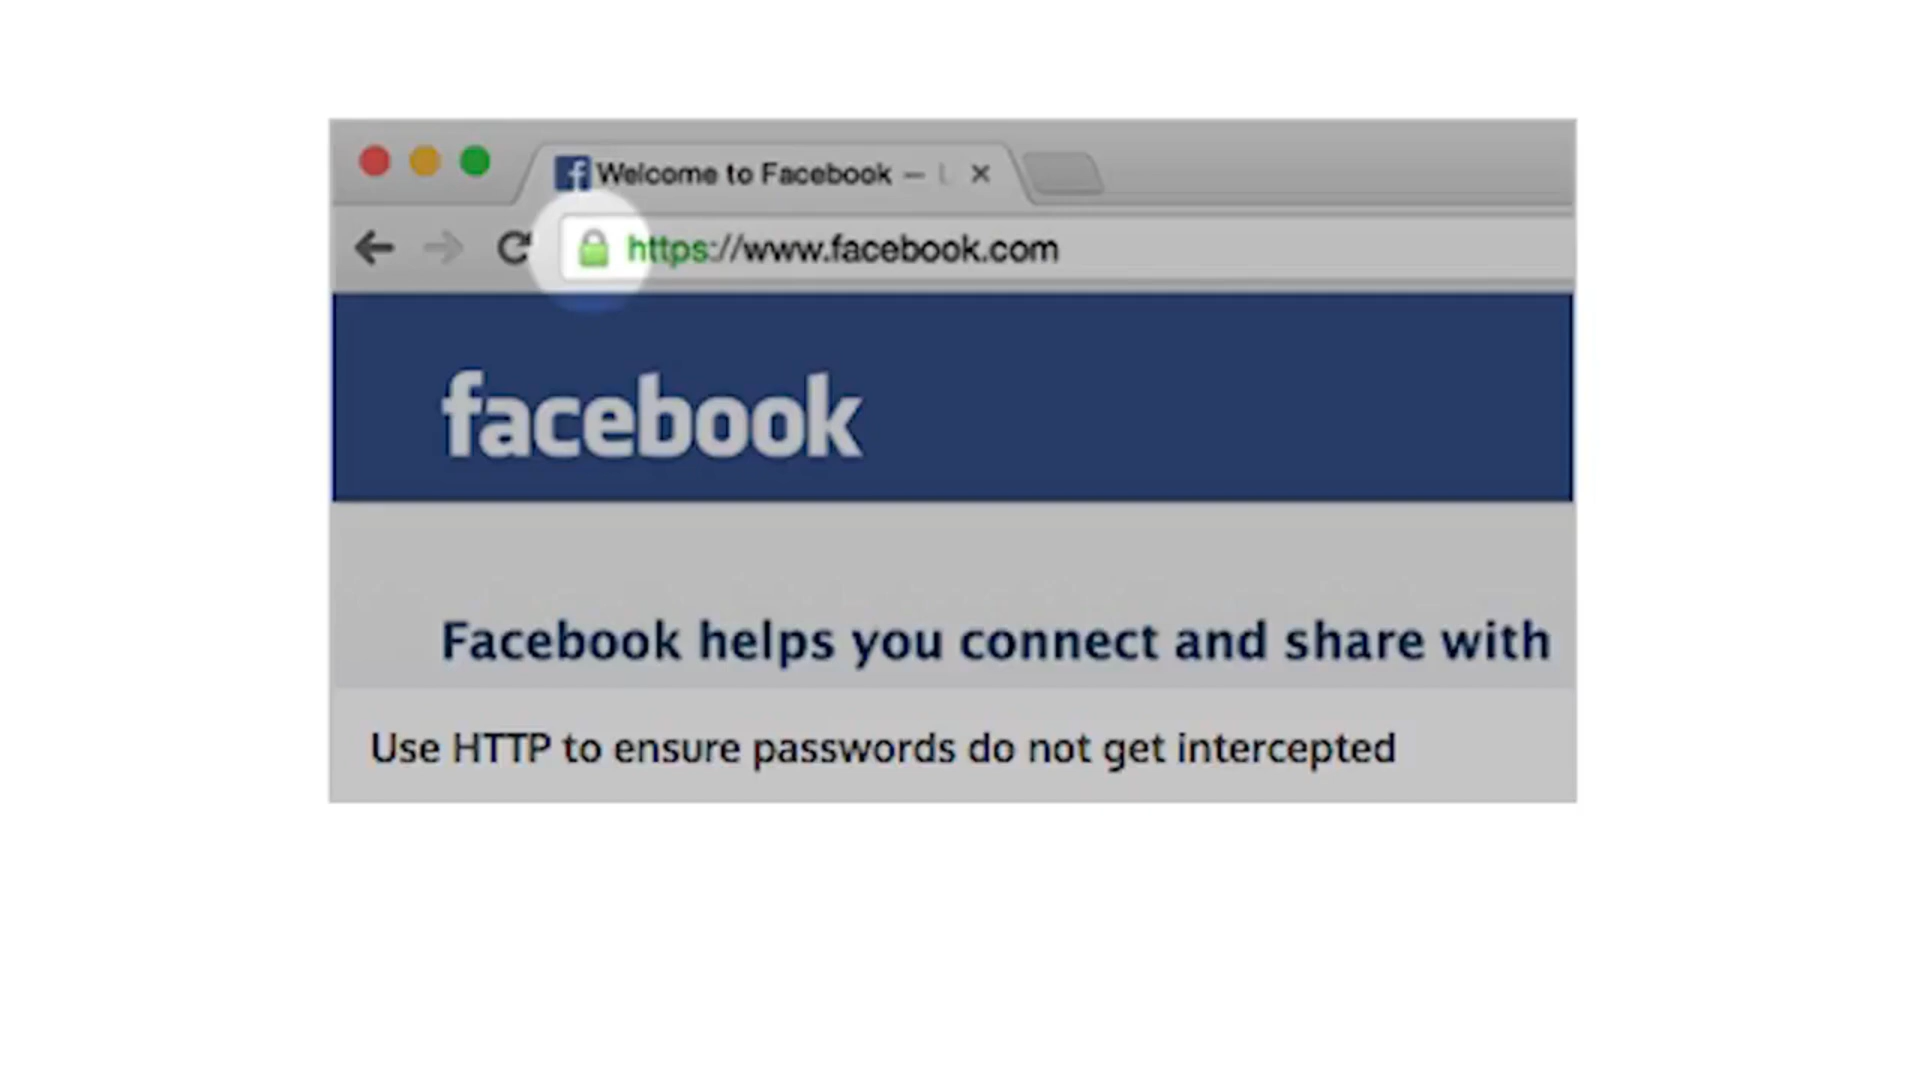 Welcome to Facebook –
https://www.facebook.com
facebook
Facebook helps you connect and share with
Use HTTP to ensure passwords do not get intercepted